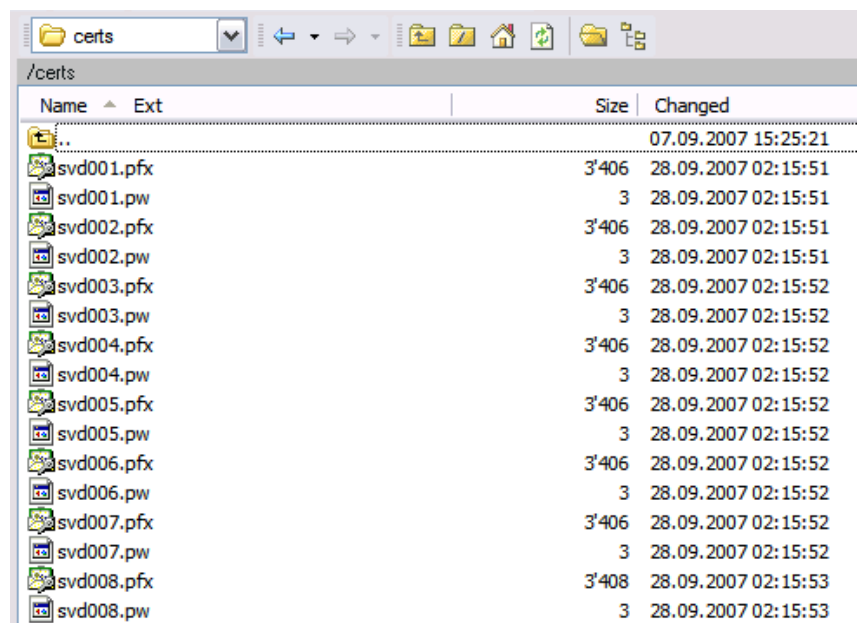 certs
/certs
Name Ext Size Changed
.. 07.09.2007 15:25:21
svd001.pfx 3'406 28.09.2007 02:15:51
svd001.pw 3 28.09.2007 02:15:51
svd002.pfx 3'406 28.09.2007 02:15:51
svd002.pw 3 28.09.2007 02:15:51
svd003.pfx 3'406 28.09.2007 02:15:52
svd003.pw 3 28.09.2007 02:15:52
svd004.pfx 3'406 28.09.2007 02:15:52
svd004.pw 3 28.09.2007 02:15:52
svd005.pfx 3'406 28.09.2007 02:15:52
svd005.pw 3 28.09.2007 02:15:52
svd006.pfx 3'406 28.09.2007 02:15:52
svd006.pw 3 28.09.2007 02:15:52
svd007.pfx 3'406 28.09.2007 02:15:52
svd007.pw 3 28.09.2007 02:15:52
svd008.pfx 3'408 28.09.2007 02:15:53
svd008.pw 3 28.09.2007 02:15:53